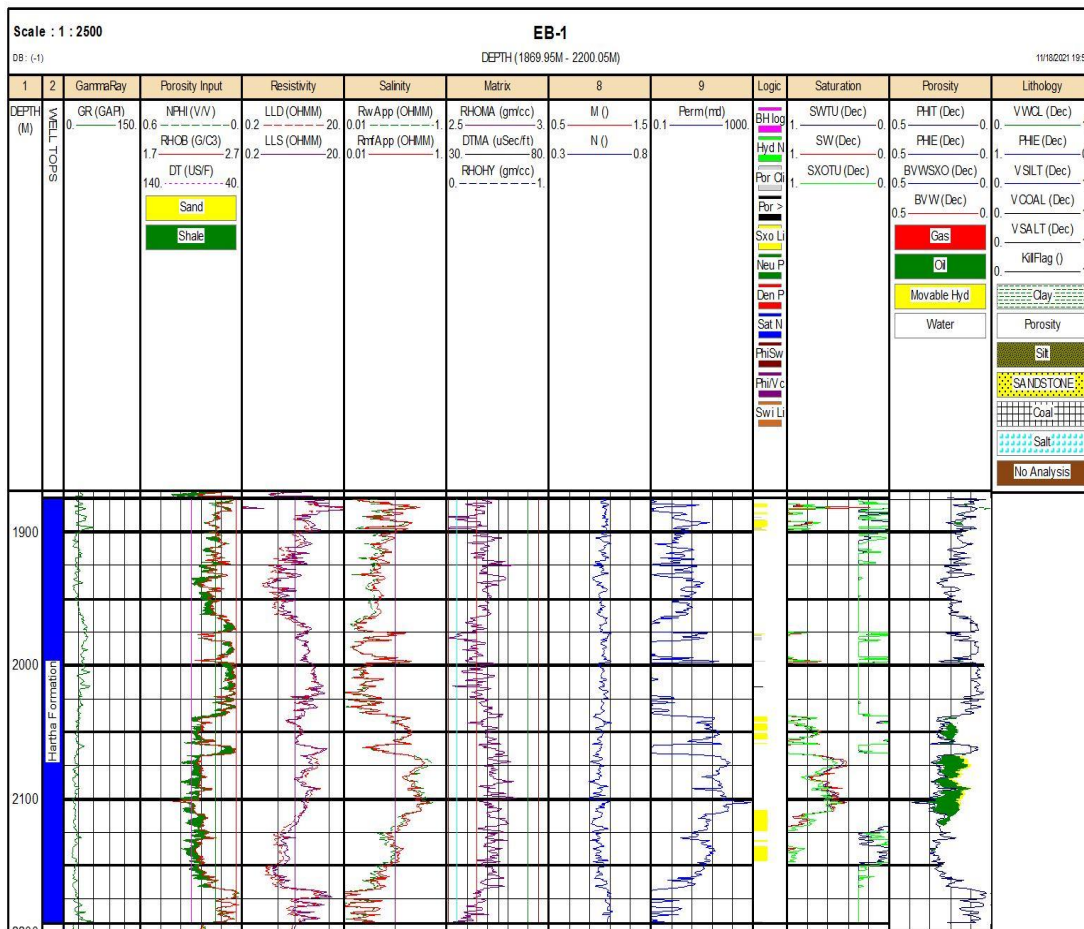 Scale : 1 : 2500
EB-1
DB : (-1)
DEPTH (1869.95M - 2200.05M)
11/18/2021 19:5
1 2 GammaRay Porosity Input Resistivity Salinity Matrix 8 9 Logic Saturation Porosity Lithology
DEPTH (M)
WELL TOPS
GR (GAPI)
0. 150.
NPHI (V/V)
0.6 0.
RHOB (G/C3)
1.7 2.7
DT (US/F)
140. 40.
Sand
Shale
LLD (OHMM)
0.2 20.
LLS (OHMM)
0.2 20.
RwApp (OHMM)
0.01 1.
RmfApp (OHMM)
0.01 1.
RHOMA (gm/cc)
2.5 3.
DTMA (uSec/ft)
30. 80.
RHOHY (gm/cc)
0. 1.
M ()
0.5 1.5
N ()
0.3 0.8
Perm (md)
0.1 1000.
BH log
Hyd N
Por Cl
Por >
Sxo Li
Neu P
Den P
Sat N
PhiSw
Phi/Vc
Swi Li
SWTU (Dec)
1. 0.
SW (Dec)
1. 0.
SXOTU (Dec)
1. 0.
PHIT (Dec)
0.5 0.
PHIE (Dec)
0.5 0.
BVWSXO (Dec)
0.5 0.
BVW (Dec)
0.5 0.
Gas
Oil
Movable Hyd
Water
VWCL (Dec)
0.
PHIE (Dec)
1.
VSILT (Dec)
0.
VCOAL (Dec)
0.
VSALT (Dec)
0.
KillFlag ()
0.
Clay
Porosity
Silt
SANDSTONE
Coal
Salt
No Analysis
1900
2000
Hartha Formation
2100